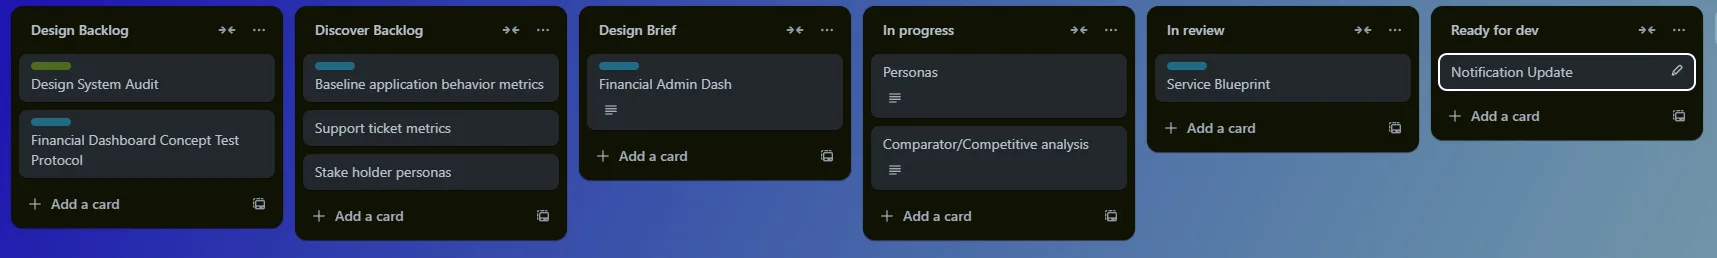 Design Backlog
Design System Audit
Financial Dashboard Concept Test
Protocol
Add a card
Discover Backlog
Baseline application behavior metrics
Support ticket metrics
Stake holder personas
Add a card
Design Brief
Financial Admin Dash
Add a card
In progress
Personas
Comparator/Competitive analysis
Add a card
In review
Service Blueprint
Add a card
Ready for dev
Notification Update
Add a card